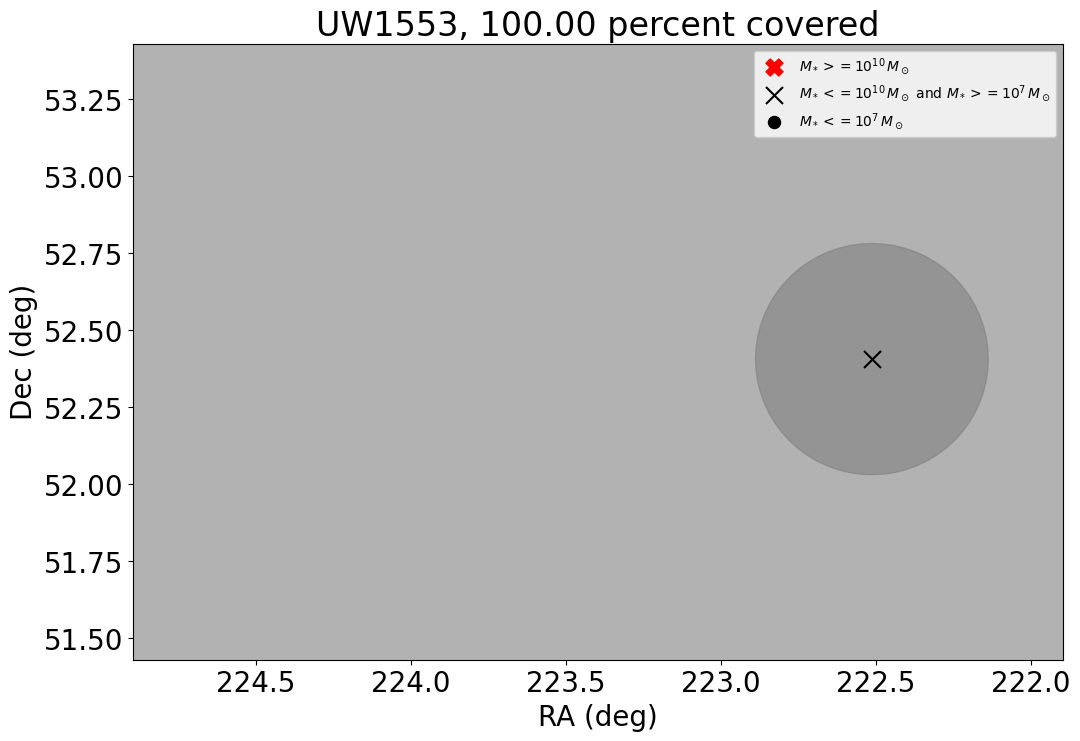 UW1553, 100.00 percent covered
M* >= 10^10 M⊙
M* <= 10^10 M⊙ and M* >= 10^7 M⊙
M* <= 10^7 M⊙
Dec (deg)
53.25
53.00
52.75
52.50
52.25
52.00
51.75
51.50
224.5 224.0 223.5 223.0 222.5 222.0
RA (deg)